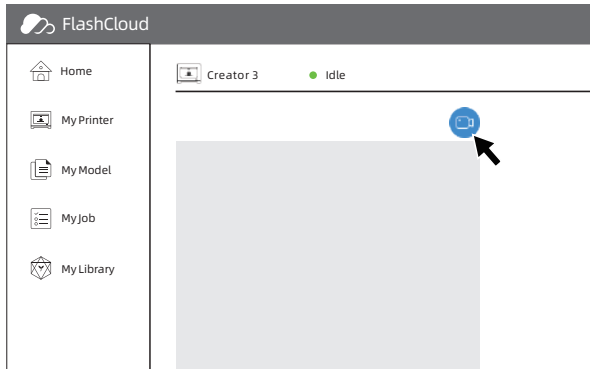 FlashCloud
Home
Creator 3
Idle
My Printer
My Model
My Job
My Library